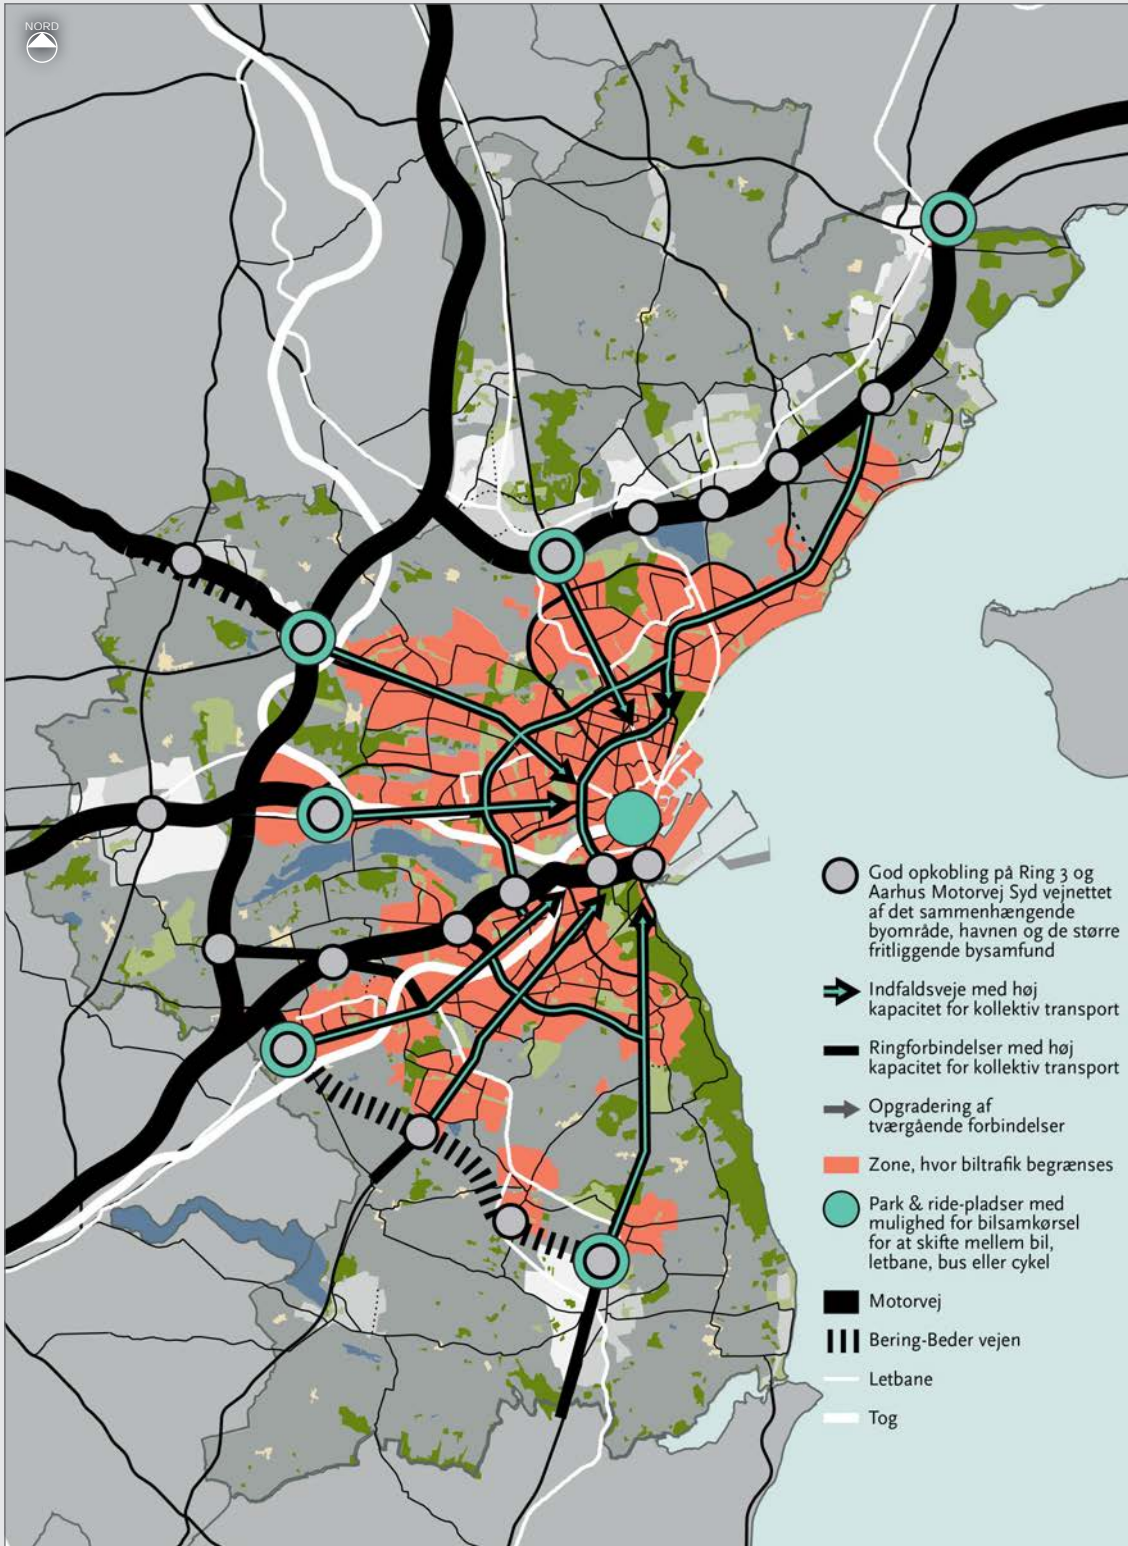 NORD
God opkobling på Ring 3 og
Aarhus Motorvej Syd vejnettet
af det sammenhængende
byområde, havnen og de større
fritliggende bysamfund
Indfaldsveje med høj
kapacitet for kollektiv transport
Ringforbindelser med høj
kapacitet for kollektiv transport
Opgradering af
tværgående forbindelser
Zone, hvor biltrafik begrænses
Park & ride-pladser med
mulighed for bilsamkørsel
for at skifte mellem bil,
letbane, bus eller cykel
Motorvej
Bering-Beder vejen
Letbane
Tog